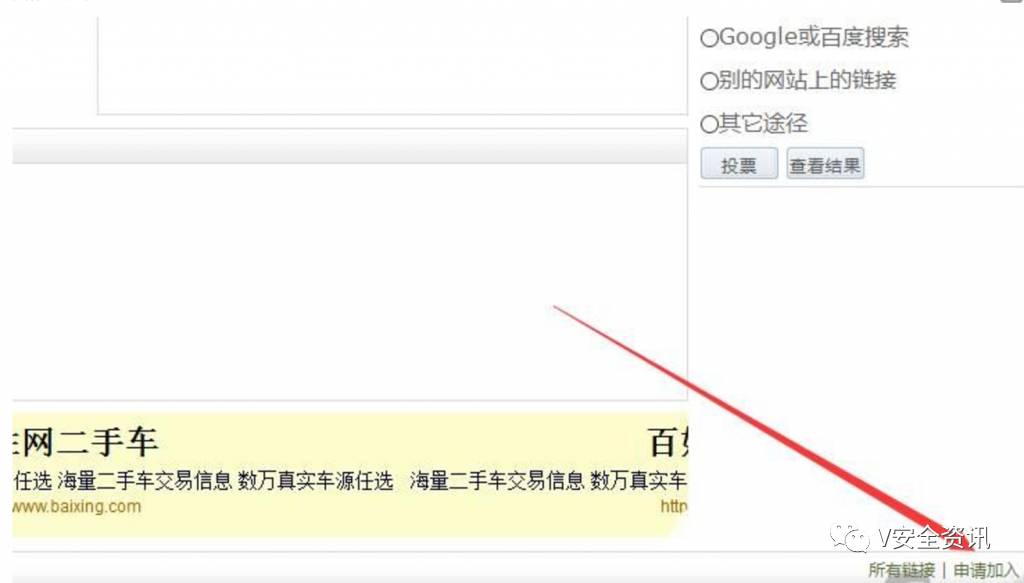 Google或百度搜索
别的网站上的链接
其它途径
投票 查看结果
网二手车 百
任选 海量二手车交易信息 数万真实车源任选 海量二手车交易信息 数万真实车
www.baixing.com http
V安全资讯
所有链接 | 申请加入